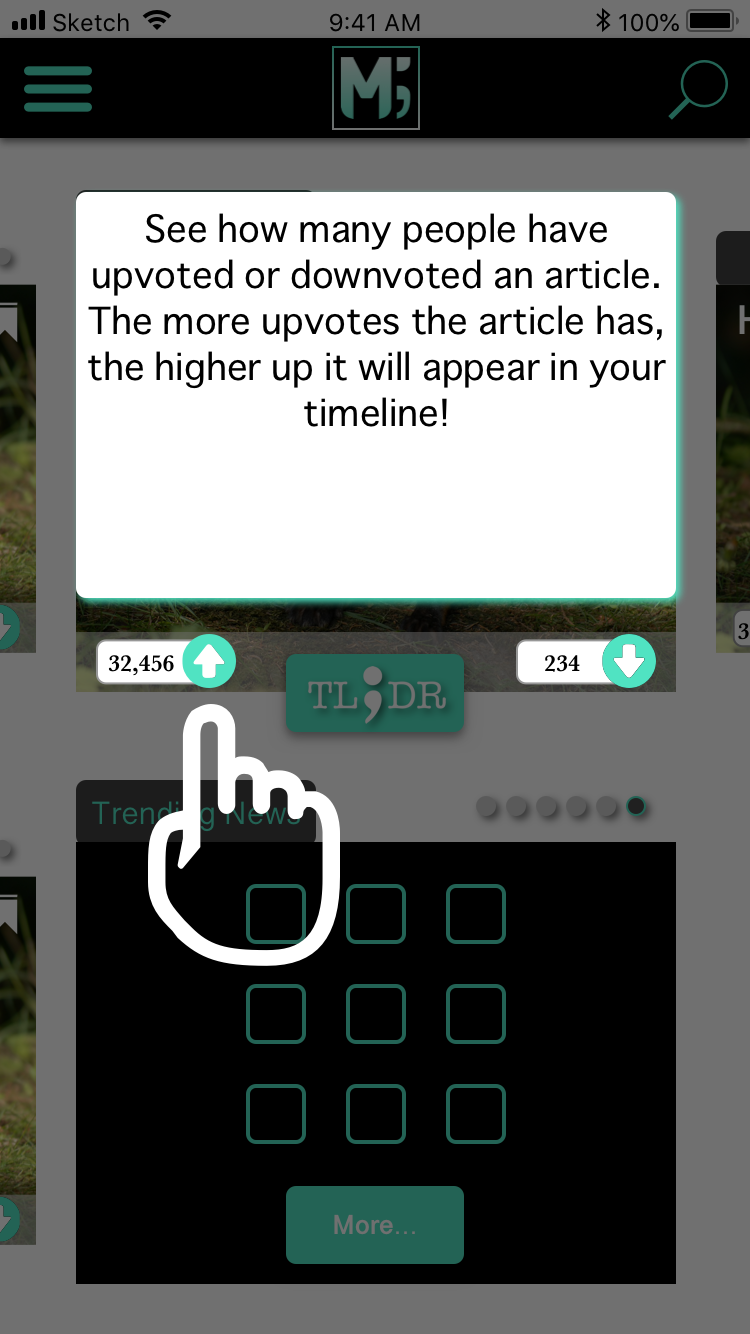 Sketch 9:41 AM 100%
M;
See how many people have
upvoted or downvoted an article.
The more upvotes the article has,
the higher up it will appear in your
timeline!
H
32,456 234 3
TL;DR
Trending News
More...